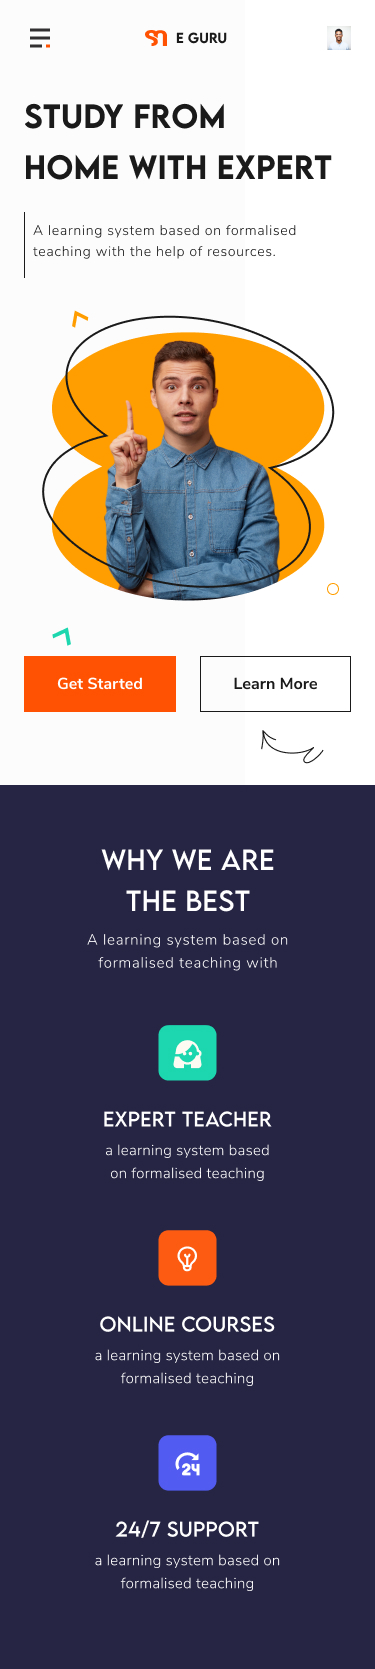 E GURU
STUDY FROM
HOME WITH EXPERT
A learning system based on formalised
teaching with the help of resources.
Get Started
Learn More
WHY WE ARE
THE BEST
A learning system based on
formalised teaching with
EXPERT TEACHER
a learning system based
on formalised teaching
ONLINE COURSES
a learning system based on
formalised teaching
24
24/7 SUPPORT
a learning system based on
formalised teaching